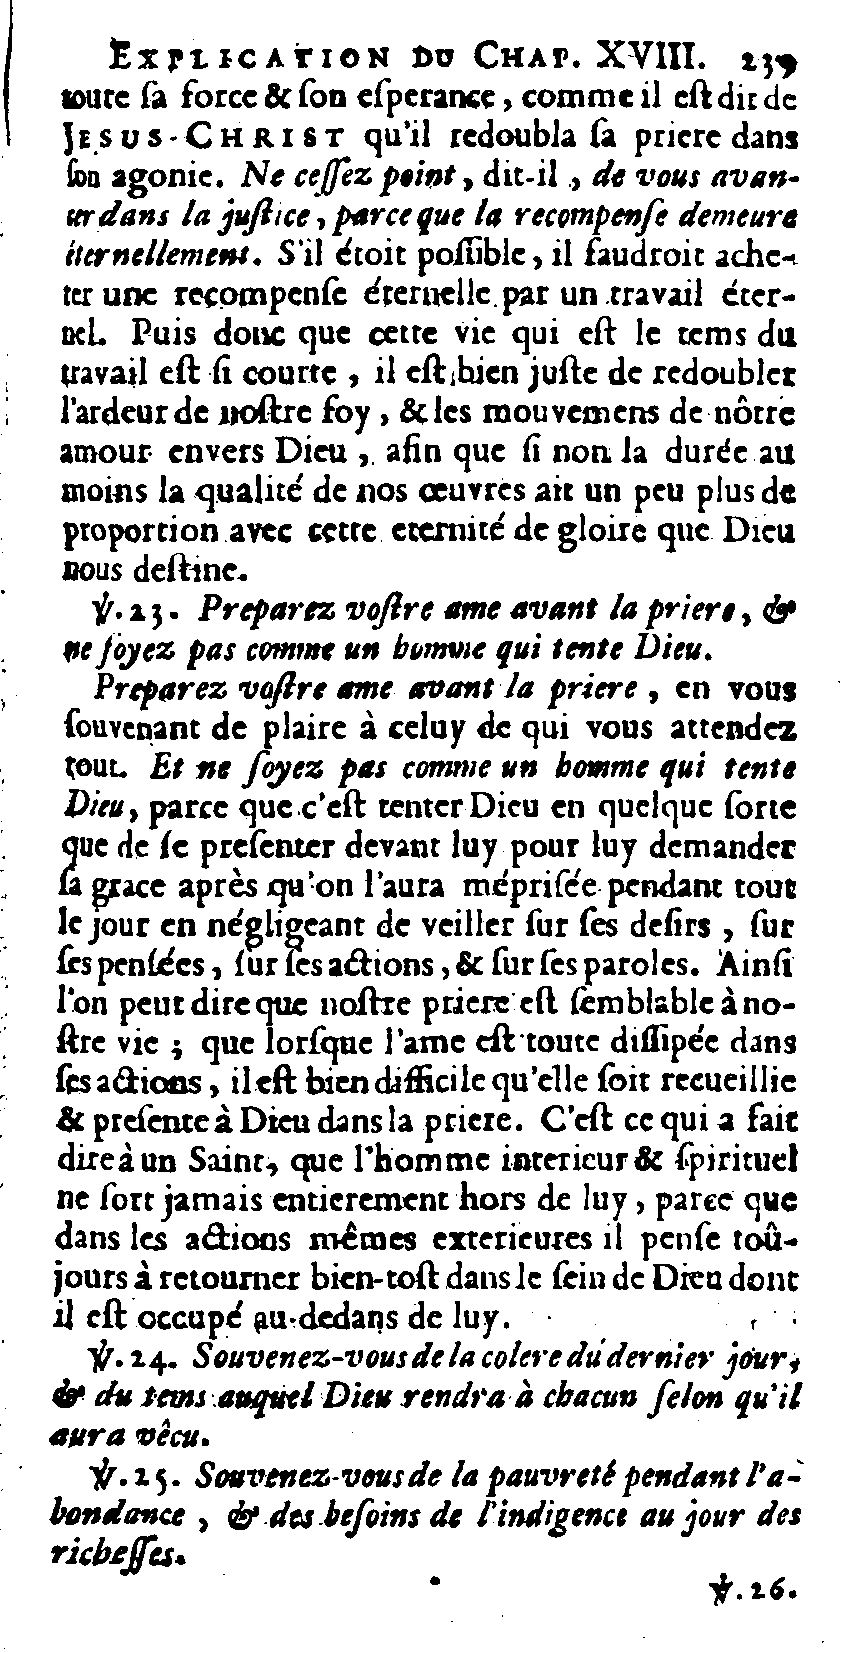 EXPLICATION DU CHAP. XVIII. 239
toute ſa force & ſon eſperance, comme il eſt dit de
JESUS-CHRIST qu'il redoubla ſa priere dans
ſon agonie. Ne ceſſez point, dit-il, de vous avan-
cer dans la juſtice, parce que la recompenſe demeure
éternellement. S'il étoit poſſible, il faudroit ache-
ter une recompenſe éternelle par un travail éter-
nel. Puis donc que cette vie qui eſt le tems du
travail eſt ſi courte, il eſt bien juſte de redoubler
l'ardeur de noſtre foy, & les mouvemens de nôtre
amour envers Dieu, afin que ſi non la durée au
moins la qualité de nos œuvres ait un peu plus de
proportion avec cette eternité de gloire que Dieu
nous deſtine.
℣. 23. Preparez voſtre ame avant la priere, &
ne ſoyez pas comme un homme qui tente Dieu.
Preparez voſtre ame avant la priere, en vous
ſouvenant de plaire à celuy de qui vous attendez
tout. Et ne ſoyez pas comme un homme qui tente
Dieu, parce que c'eſt tenter Dieu en quelque ſorte
que de ſe preſenter devant luy pour luy demander
ſa grace après qu'on l'aura mépriſée pendant tout
le jour en négligeant de veiller ſur ſes deſirs, ſur
ſes penſées, ſur ſes actions, & ſur ſes paroles. Ainſi
l'on peut dire que noſtre priere eſt ſemblable à no-
ſtre vie ; que lorſque l'ame eſt toute diſſipée dans
ſes actions, il eſt bien difficile qu'elle ſoit recueillie
& preſente à Dieu dans la priere. C'eſt ce qui a fait
dire à un Saint, que l'homme interieur & ſpirituel
ne ſort jamais entierement hors de luy, parce que
dans les actions mêmes exterieures il penſe toû-
jours à retourner bien-toſt dans le ſein de Dieu dont
il eſt occupé au-dedans de luy.
℣. 24. Souvenez-vous de la colere du dernier jour,
& du tems auquel Dieu rendra à chacun ſelon qu'il
aura vêcu.
℣. 25. Souvenez-vous de la pauvreté pendant l'a-
bondance, & des beſoins de l'indigence au jour des
richeſſes.
℣. 26.